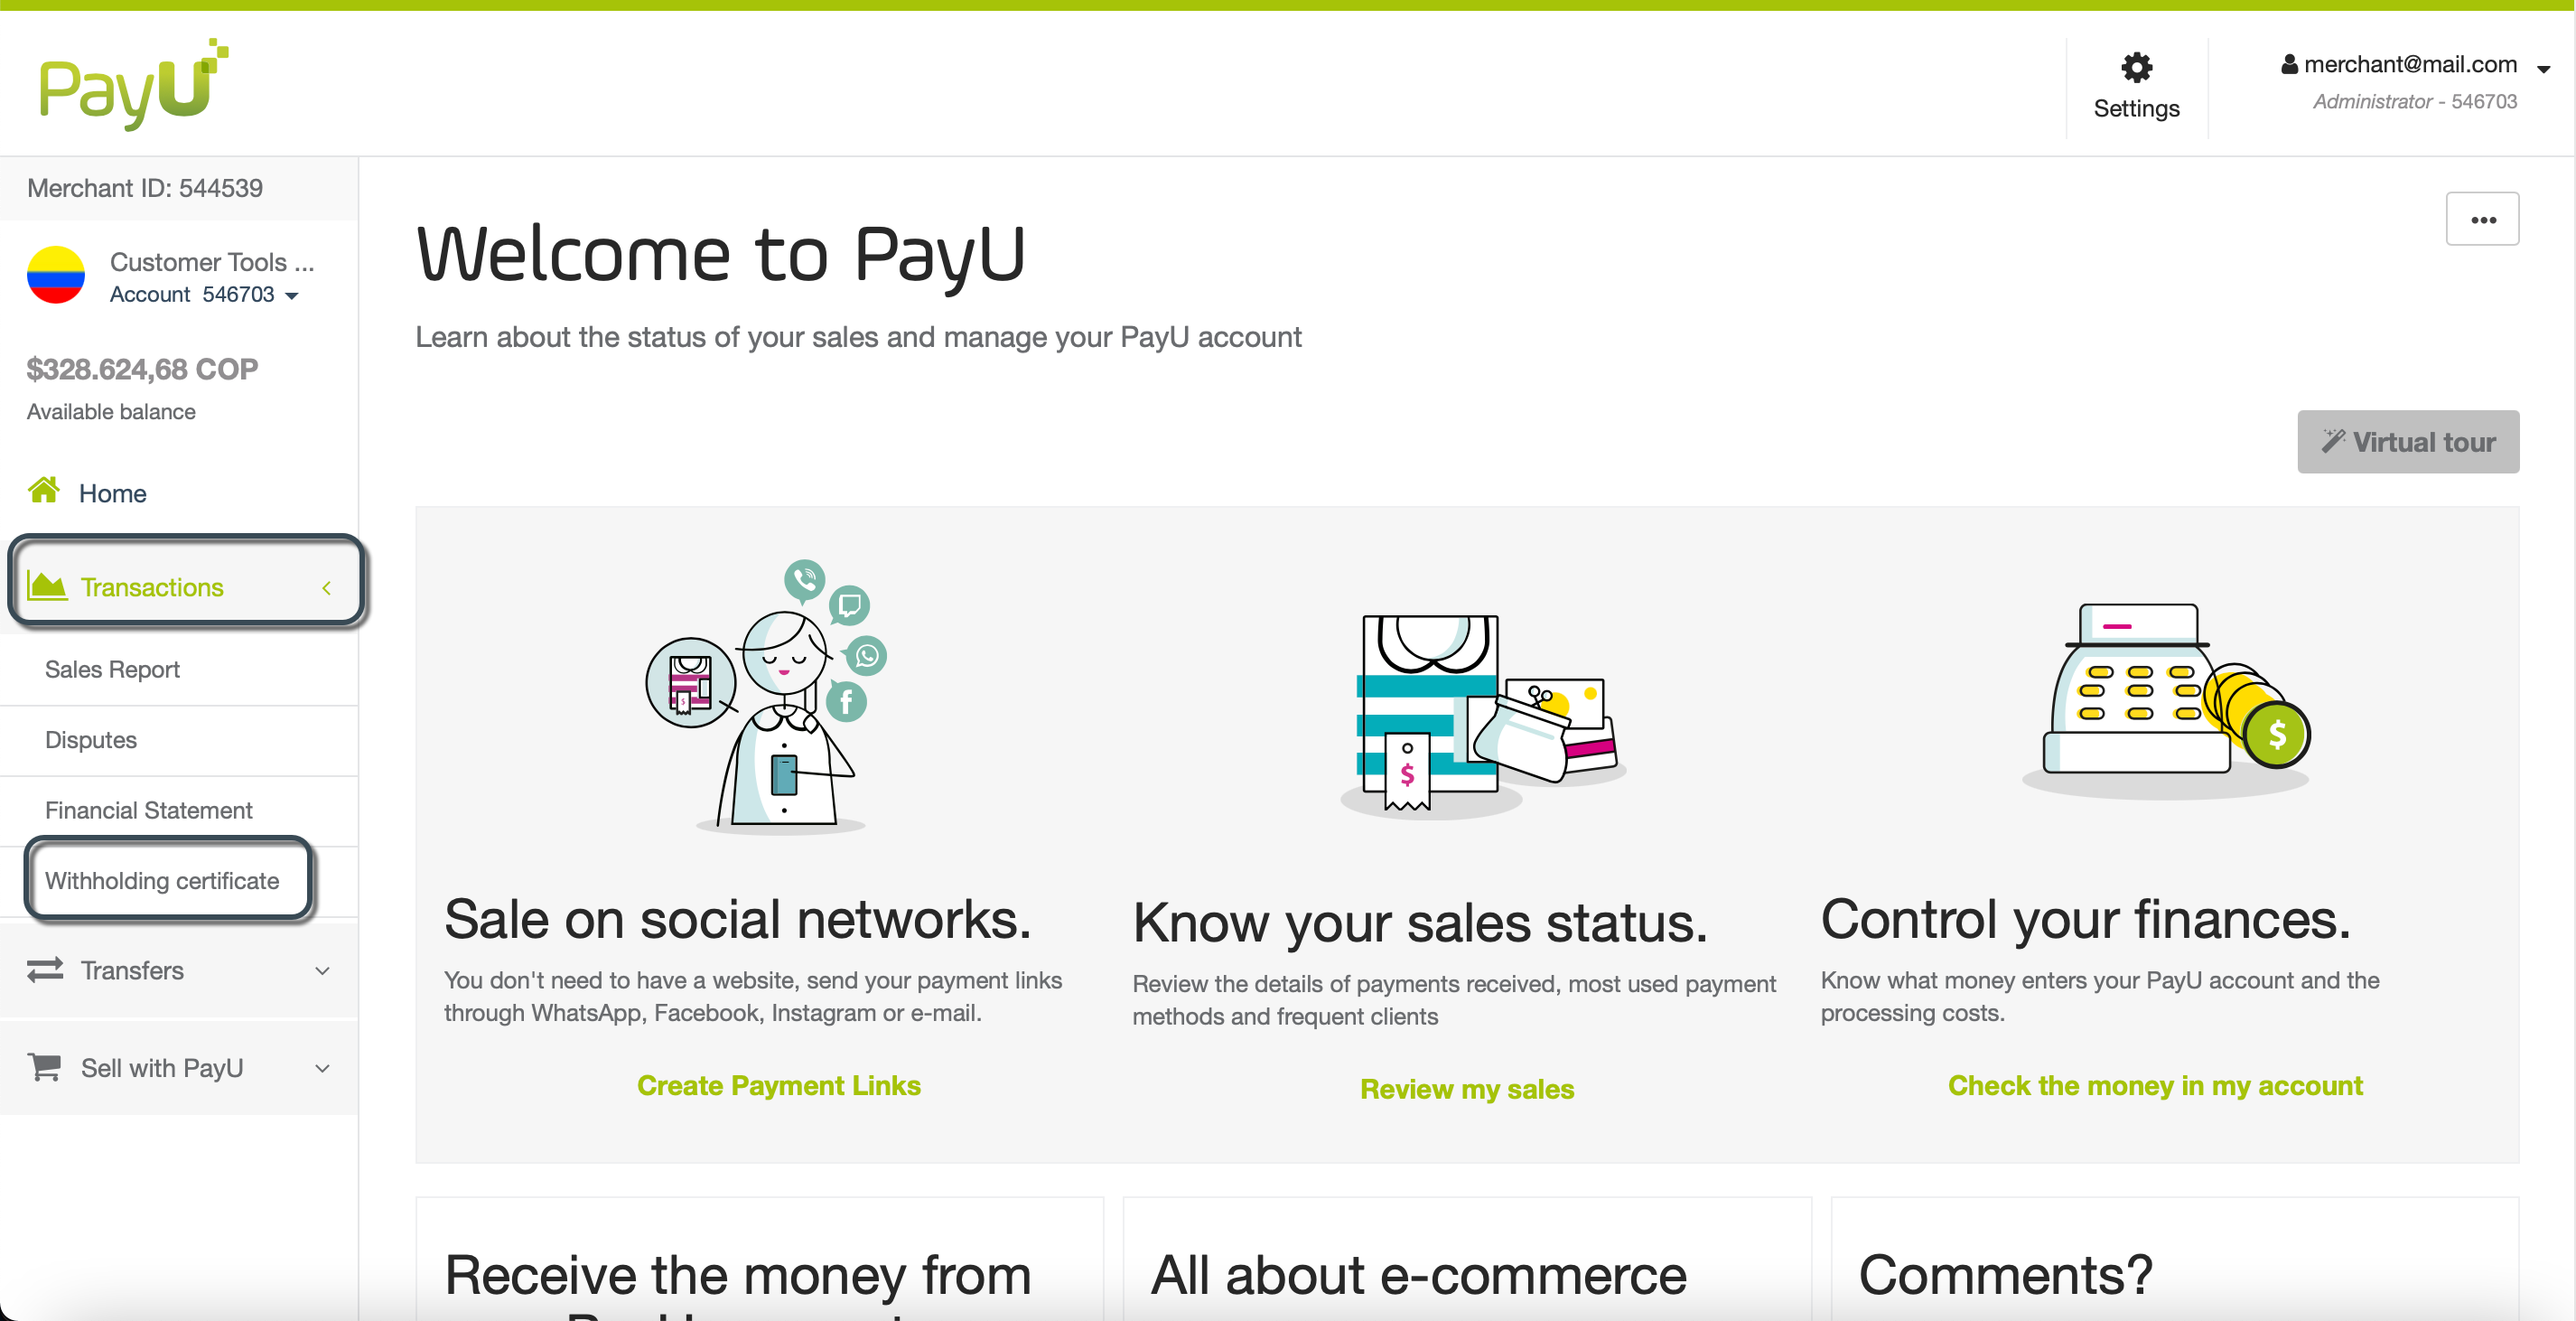 PayU
Settings
merchant@mail.com
Administrator - 546703
Merchant ID: 544539
Customer Tools ...
Account 546703
$328.624,68 COP
Available balance
Home
Transactions
Sales Report
Disputes
Financial Statement
Withholding certificate
Transfers
Sell with PayU
Welcome to PayU
Learn about the status of your sales and manage your PayU account
Virtual tour
Sale on social networks.
You don't need to have a website, send your payment links
through WhatsApp, Facebook, Instagram or e-mail.
Create Payment Links
Know your sales status.
Review the details of payments received, most used payment
methods and frequent clients
Review my sales
Control your finances.
Know what money enters your PayU account and the
processing costs.
Check the money in my account
Receive the money from
All about e-commerce
Comments?